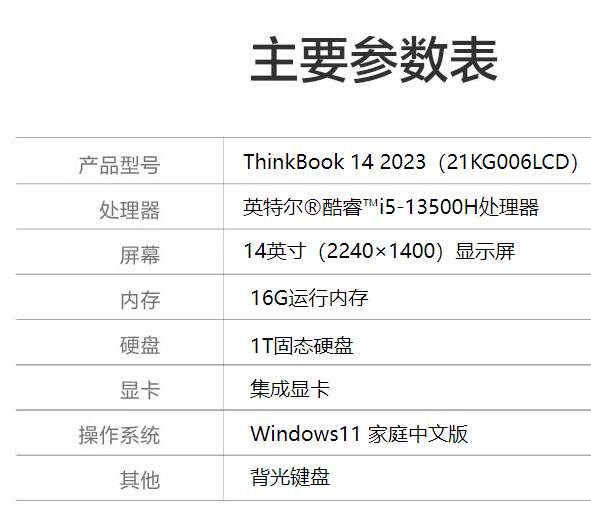 主要参数表
产品型号 ThinkBook 14 2023（21KG006LCD）
处理器 英特尔®酷睿™i5-13500H处理器
屏幕 14英寸（2240×1400）显示屏
内存 16G运行内存
硬盘 1T固态硬盘
显卡 集成显卡
操作系统 Windows11 家庭中文版
其他 背光键盘